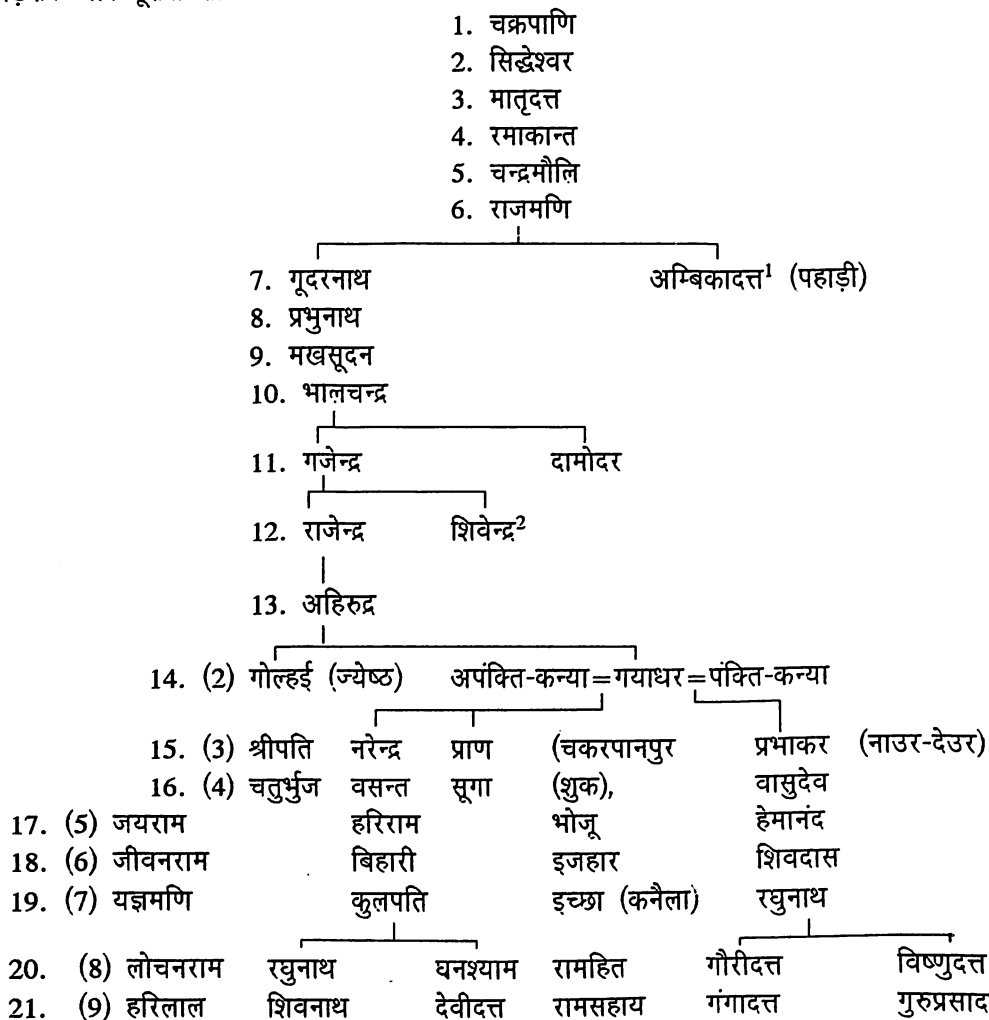 1. चक्रपाणि
2. सिद्धेश्वर
3. मातृदत्त
4. रमाकान्त
5. चन्द्रमौलि
6. राजमणि
7. गूदरनाथ अम्बिकादत्त¹ (पहाड़ी)
8. प्रभुनाथ
9. मखसूदन
10. भालचन्द्र
11. गजेन्द्र दामोदर
12. राजेन्द्र शिवेन्द्र²
13. अहिरुद्र
14. (2) गोल्हई (ज्येष्ठ) अपंक्ति-कन्या=गयाधर=पंक्ति-कन्या
15. (3) श्रीपति नरेन्द्र प्राण (चकरपानपुर प्रभाकर (नाउर-देउर)
16. (4) चतुर्भुज वसन्त सूगा (शुक), वासुदेव
17. (5) जयराम हरिराम भोजू हेमानंद
18. (6) जीवनराम बिहारी इजहार शिवदास
19. (7) यज्ञमणि कुलपति इच्छा (कनैला) रघुनाथ
20. (8) लोचनराम रघुनाथ घनश्याम रामहित गौरीदत्त विष्णुदत्त
21. (9) हरिलाल शिवनाथ देवीदत्त रामसहाय गंगादत्त गुरुप्रसाद